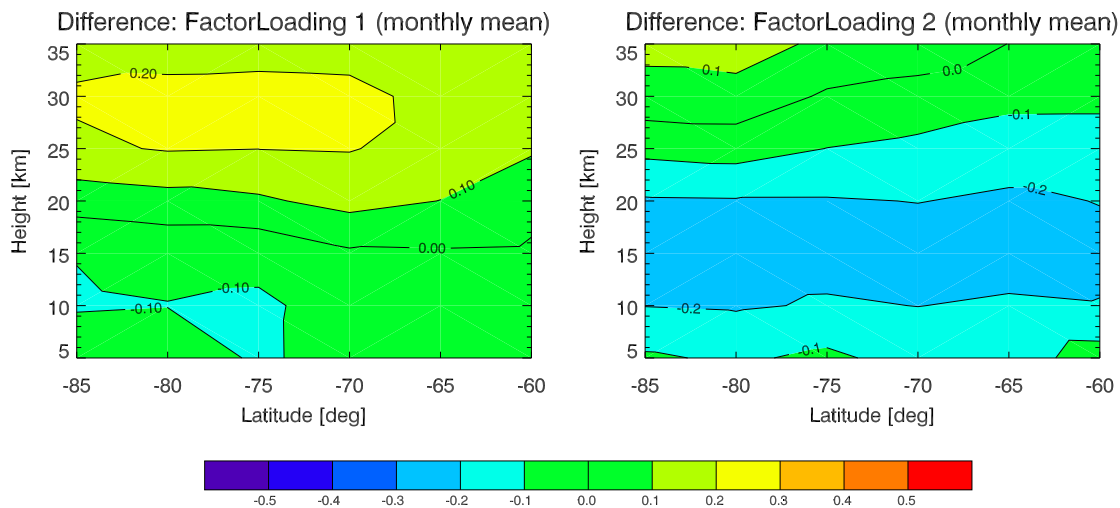 Difference: FactorLoading 1 (monthly mean)
Height [km]
35
30
25
20
15
10
5
0.20
0.10
0.00
-0.10
-0.10
-85 -80 -75 -70 -65 -60
Latitude [deg]
Difference: FactorLoading 2 (monthly mean)
Height [km]
35
30
25
20
15
10
5
0.1
0.0
-0.1
-0.2
-0.2
-0.1
-85 -80 -75 -70 -65 -60
Latitude [deg]
-0.5 -0.4 -0.3 -0.2 -0.1 0.0 0.1 0.2 0.3 0.4 0.5